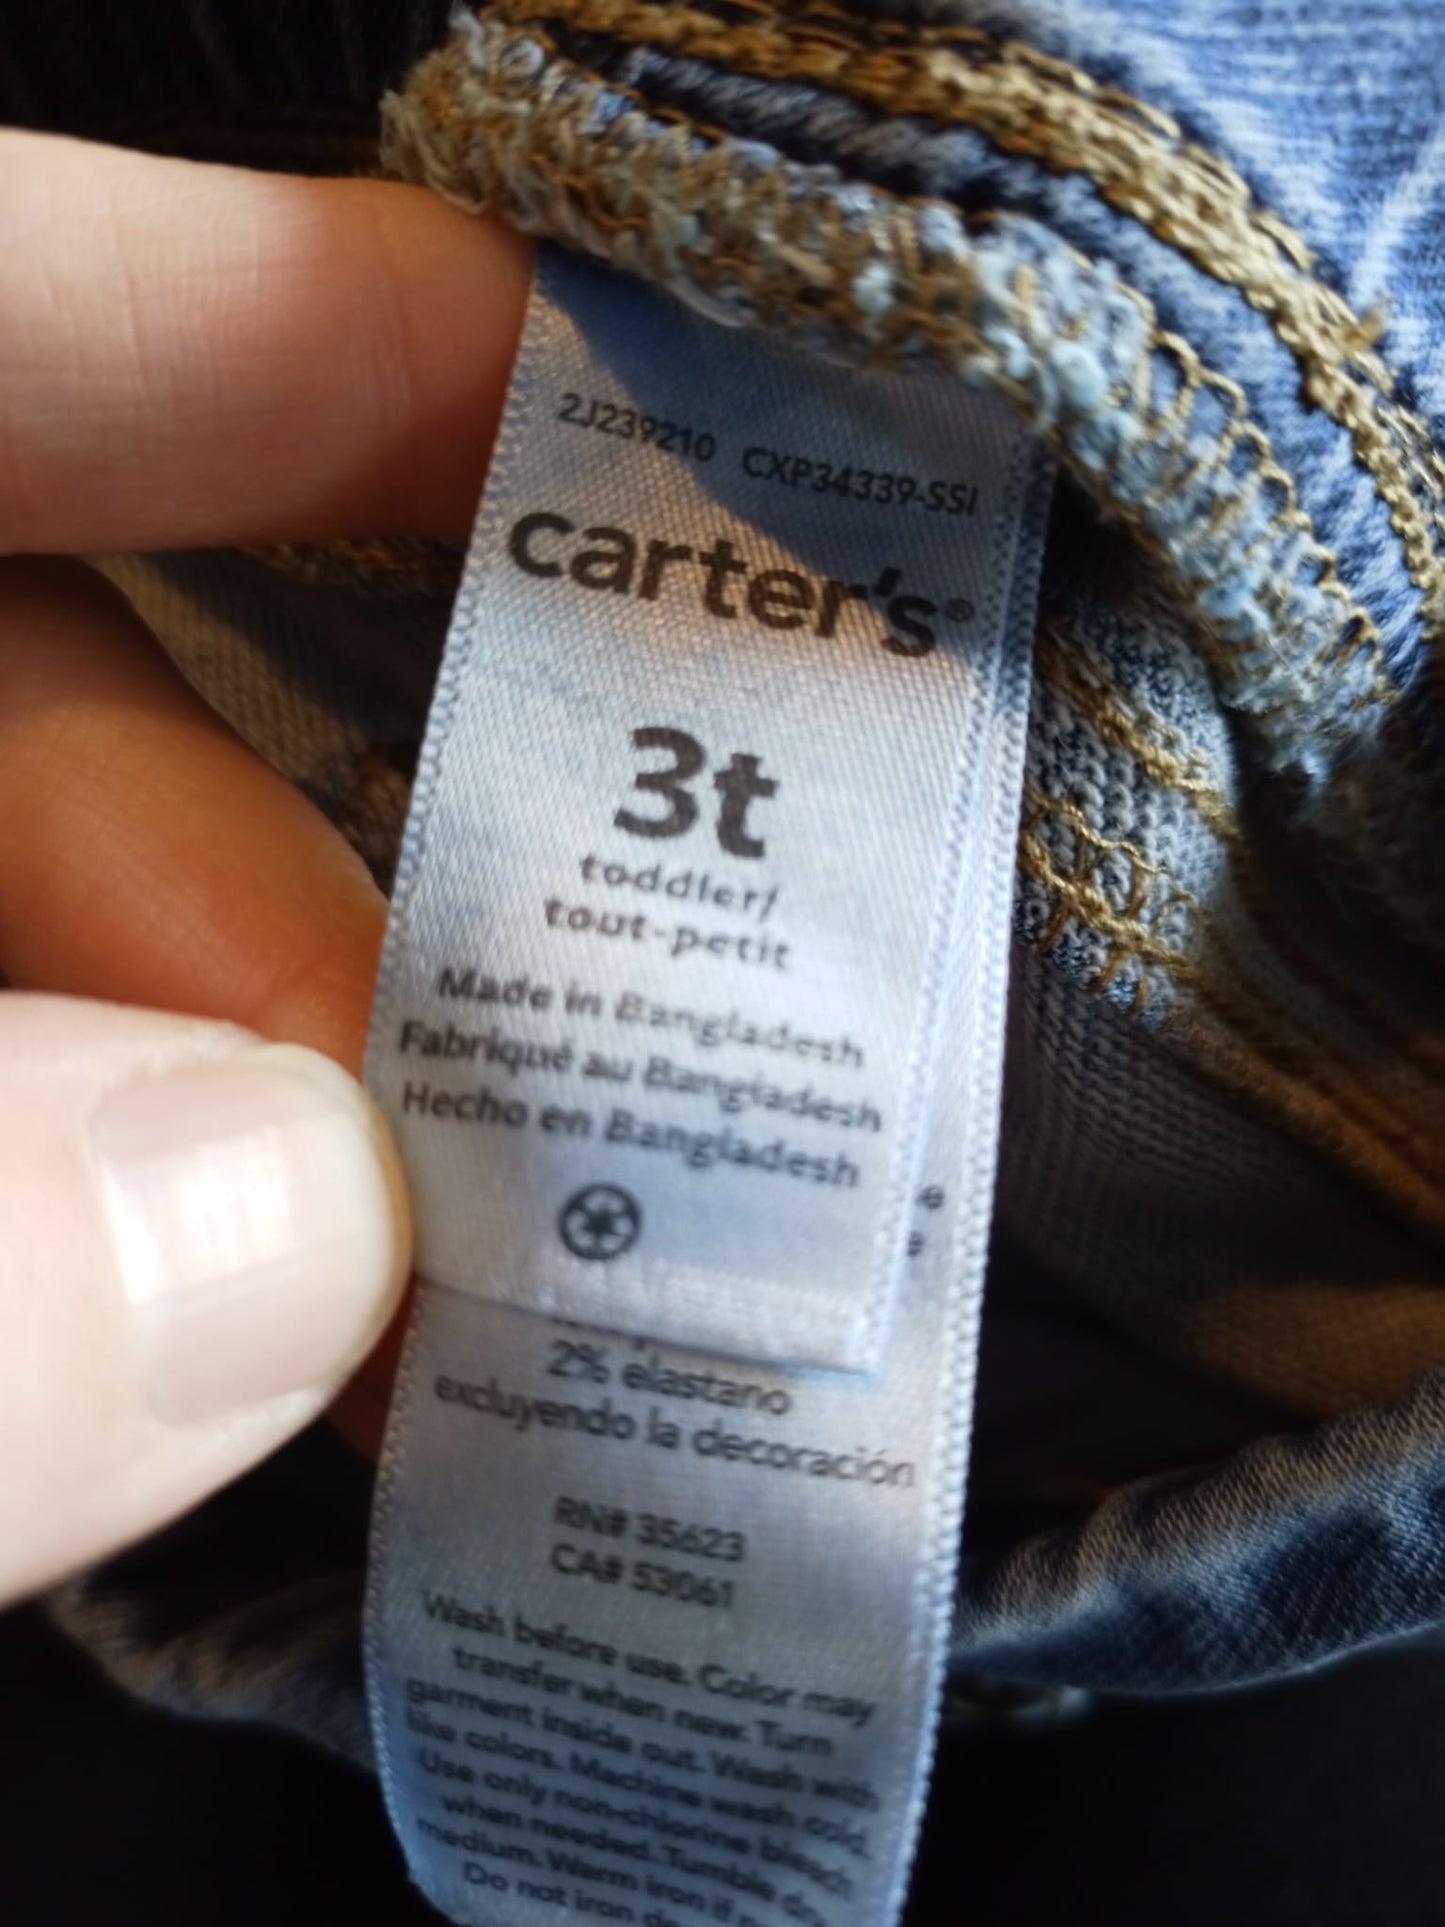 2J239210 CXP34339-SSI
carter's®
3t
toddler/
tout-petit
Made in Bangladesh
Fabriqué au Bangladesh
Hecho en Bangladesh
2% elastano
excluyendo la decoración
RN# 35623
CA# 53061
Wash before use. Color may
transfer when new. Turn
garment inside out. Wash with
like colors. Machine wash cold.
Use only non-chlorine bleach
when needed. Tumble dry
medium. Warm iron if
Do not iron